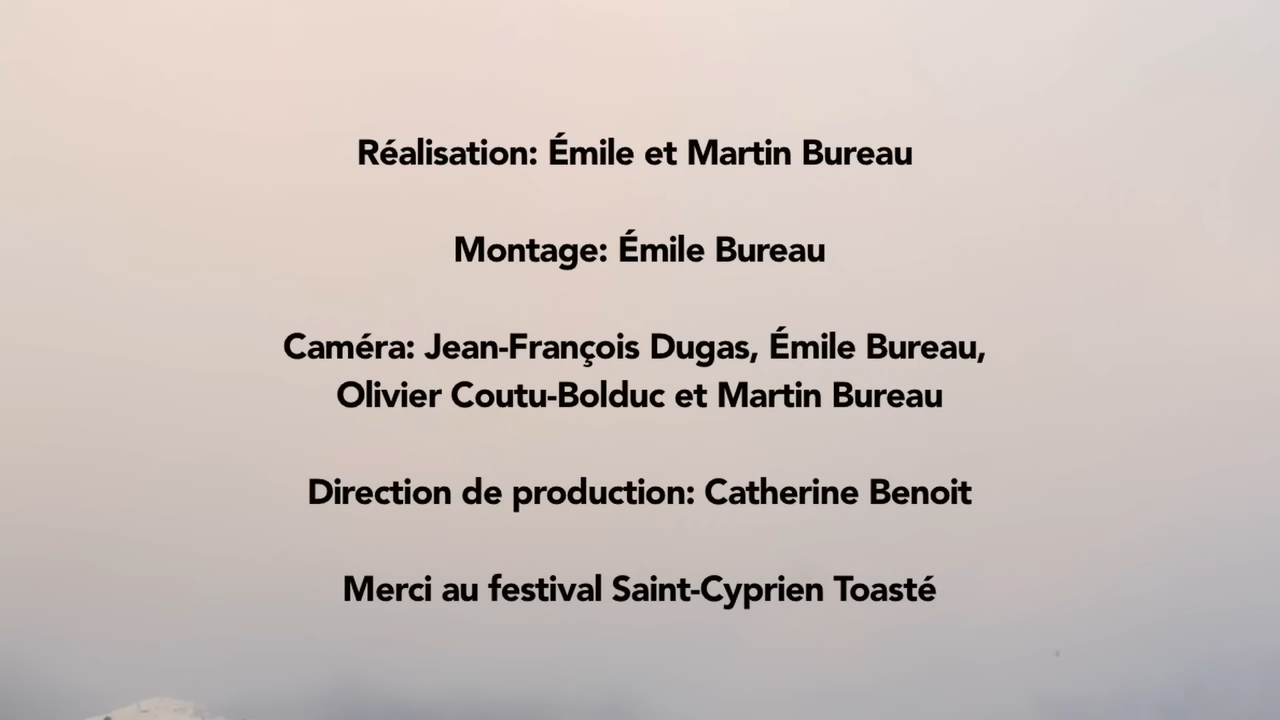 Réalisation: Émile et Martin Bureau
Montage: Émile Bureau
Caméra: Jean-François Dugas, Émile Bureau,
Olivier Coutu-Bolduc et Martin Bureau
Direction de production: Catherine Benoit
Merci au festival Saint-Cyprien Toasté